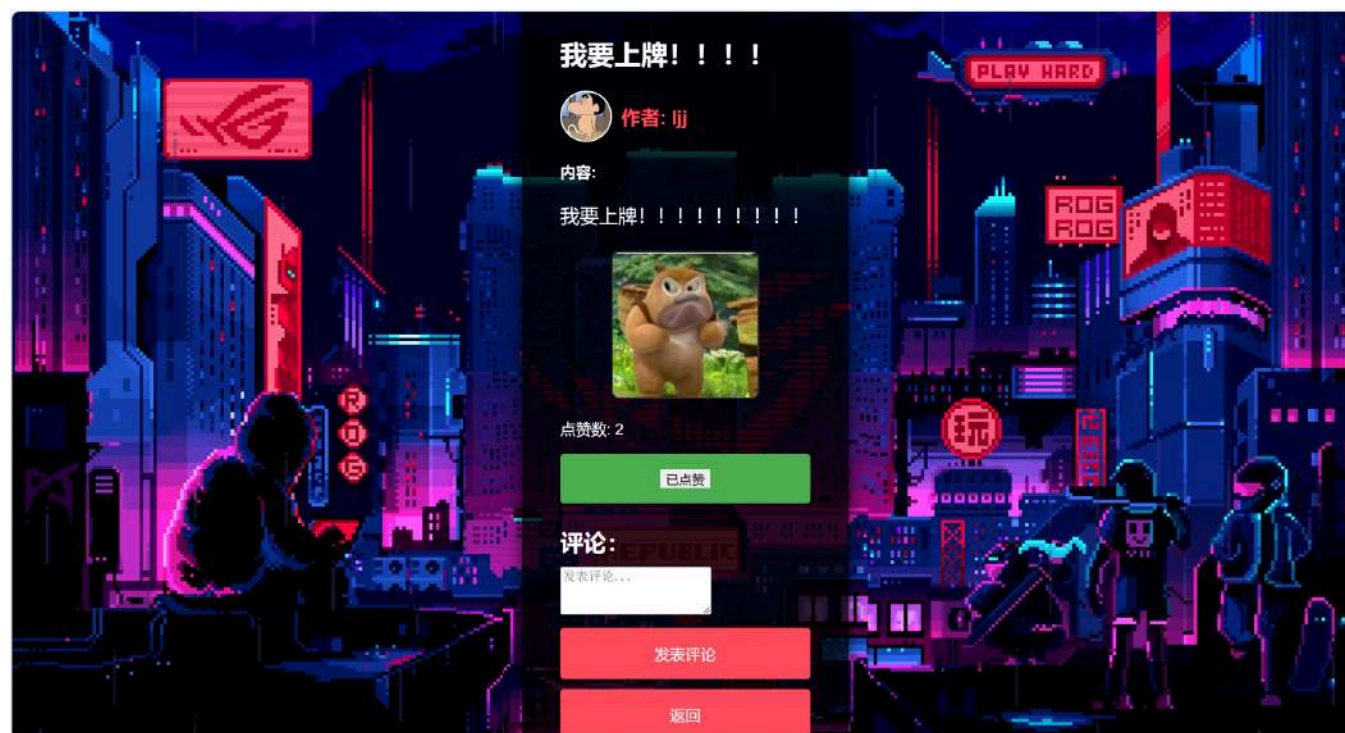 我要上牌！！！！
PLAY HARD
作者: ljj
内容:
我要上牌！！！！！！！！！
ROG
ROG
R
O
G
点赞数: 2
玩
已点赞
评论：
REPUBLIC
发表评论...
发表评论
返回